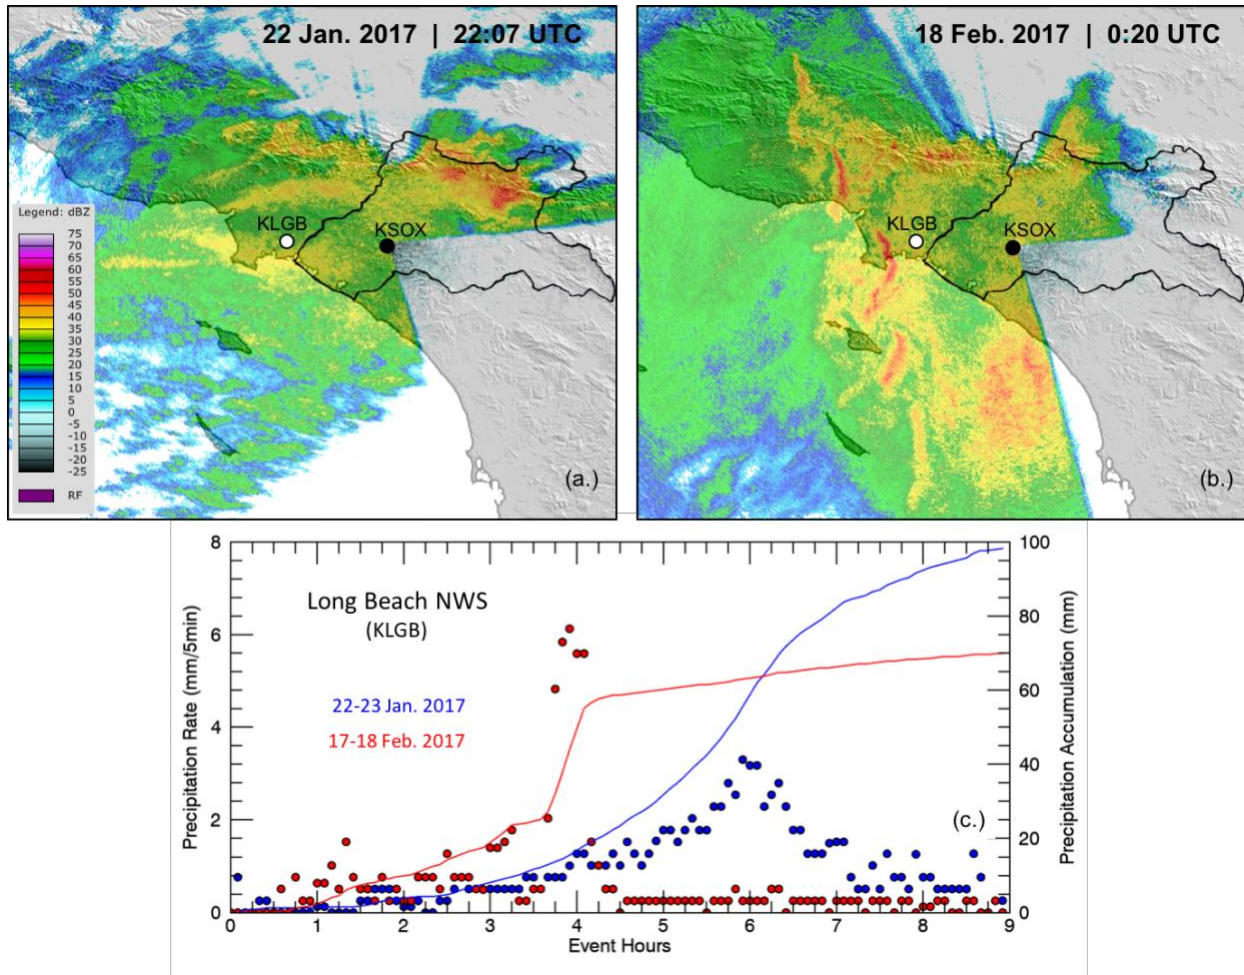 22 Jan. 2017 | 22:07 UTC
KLGB
KSOX
Legend: dBZ
75
70
65
60
55
50
45
40
35
30
25
20
15
10
5
0
-5
-10
-15
-20
-25
RF
(a.)
18 Feb. 2017 | 0:20 UTC
KLGB
KSOX
(b.)
Long Beach NWS
(KLGB)
22-23 Jan. 2017
17-18 Feb. 2017
(c.)
Precipitation Rate (mm/5min)
8
6
4
2
0
Precipitation Accumulation (mm)
100
80
60
40
20
0
0 1 2 3 4 5 6 7 8 9
Event Hours